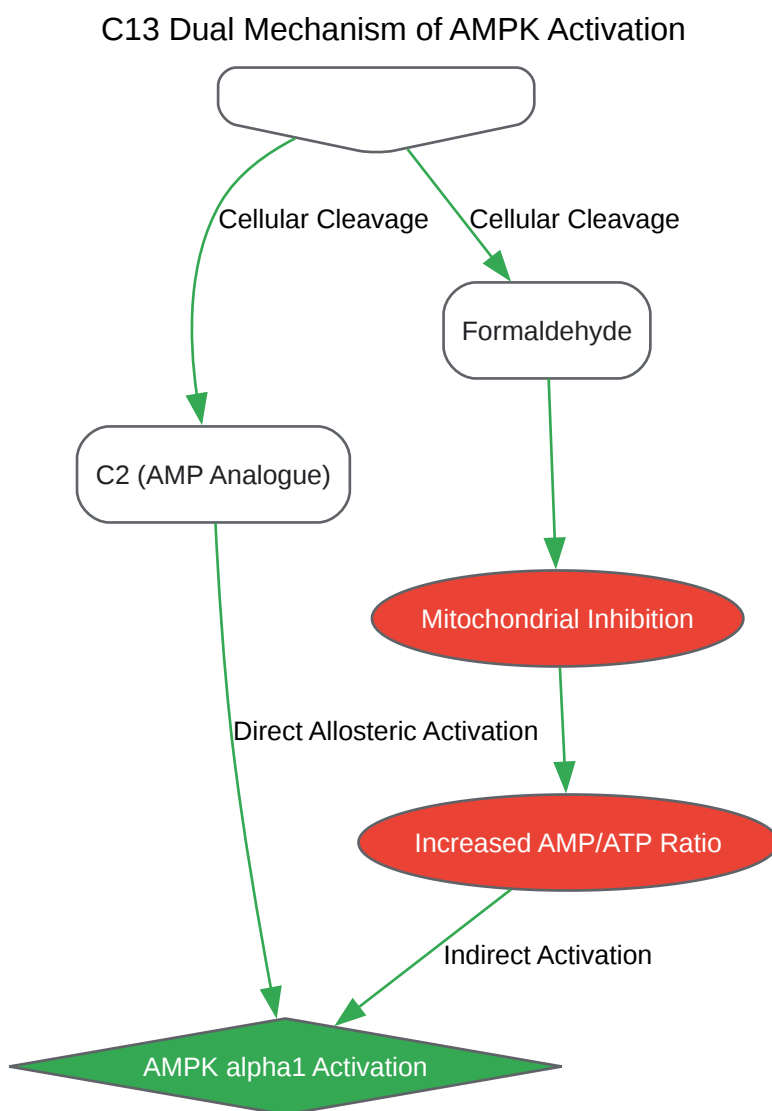 C13 Dual Mechanism of AMPK Activation
Cellular Cleavage
Cellular Cleavage
Formaldehyde
C2 (AMP Analogue)
Mitochondrial Inhibition
Direct Allosteric Activation
Increased AMP/ATP Ratio
Indirect Activation
AMPK alpha1 Activation